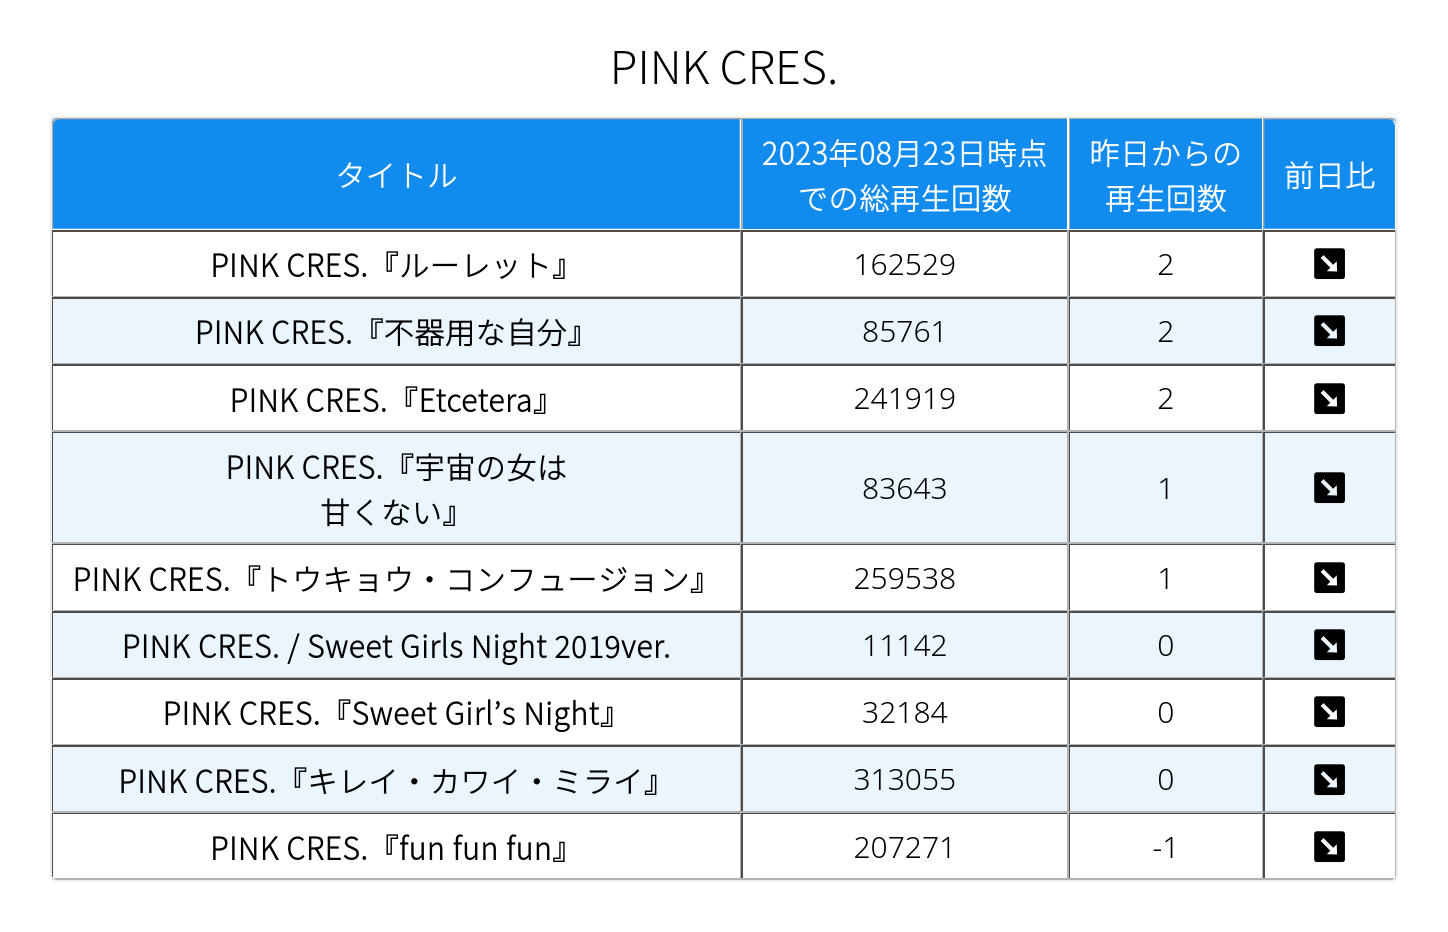 PINK CRES.
タイトル
2023年08月23日時点
での総再生回数
昨日からの
再生回数
前日比
PINK CRES.『ルーレット』 162529 2
PINK CRES.『不器用な自分』 85761 2
PINK CRES.『Etcetera』 241919 2
PINK CRES.『宇宙の女は
甘くない』 83643 1
PINK CRES.『トウキョウ・コンフュージョン』 259538 1
PINK CRES. / Sweet Girls Night 2019ver. 11142 0
PINK CRES.『Sweet Girl’s Night』 32184 0
PINK CRES.『キレイ・カワイ・ミライ』 313055 0
PINK CRES.『fun fun fun』 207271 -1